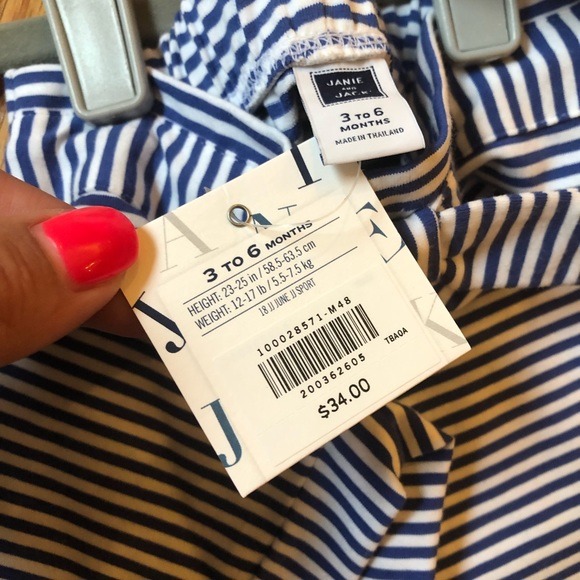 JANIE
AND
JACK
3 TO 6
MONTHS
MADE IN THAILAND
3 TO 6 MONTHS
HEIGHT: 23-25 in / 58.5-63.5 cm
WEIGHT: 12-17 lb / 5.5-7.5 kg
18 JJ JUNE JJ SPORT
100028571-M48
TBAQA
200362605
$34.00
A
N
I
E
J
K
J